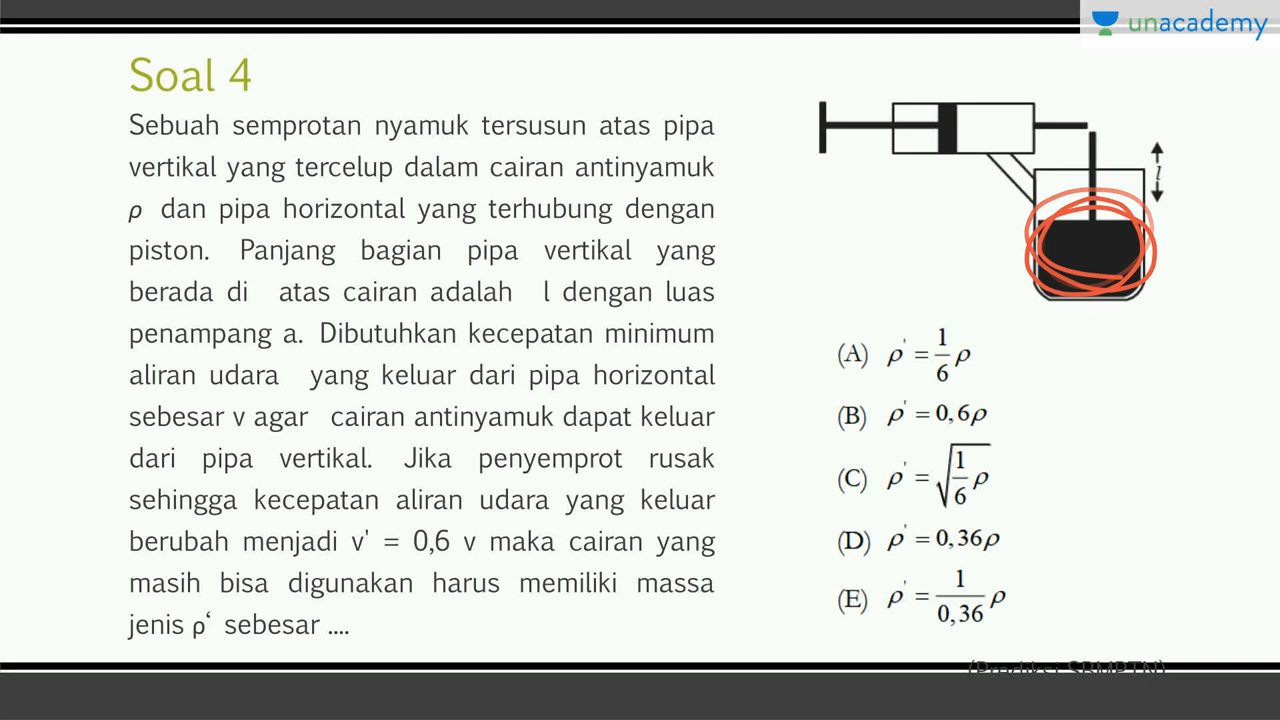 unacademy
Soal 4
Sebuah semprotan nyamuk tersusun atas pipa
vertikal yang tercelup dalam cairan antinyamuk
ρ dan pipa horizontal yang terhubung dengan
piston. Panjang bagian pipa vertikal yang
berada di atas cairan adalah l dengan luas
penampang a. Dibutuhkan kecepatan minimum
aliran udara yang keluar dari pipa horizontal
sebesar v agar cairan antinyamuk dapat keluar
dari pipa vertikal. Jika penyemprot rusak
sehingga kecepatan aliran udara yang keluar
berubah menjadi v' = 0,6 v maka cairan yang
masih bisa digunakan harus memiliki massa
jenis ρ‘ sebesar ....
l
(A) ρ' = 1/6 ρ
(B) ρ' = 0,6ρ
(C) ρ' = √(1/6 ρ)
(D) ρ' = 0,36ρ
(E) ρ' = 1/0,36 ρ
(Prediksi SBMPTN)